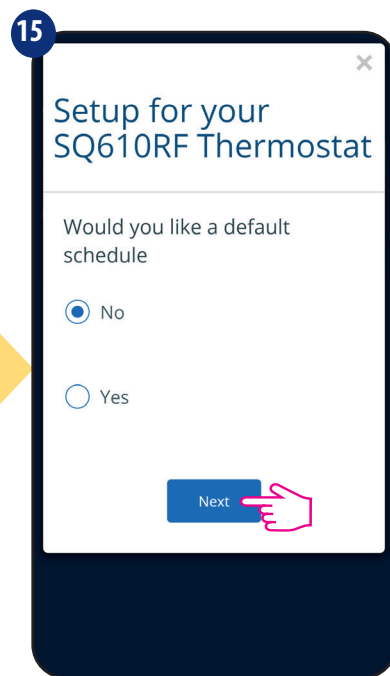 15
×
Setup for your
SQ610RF Thermostat
Would you like a default
schedule
No
Yes
Next